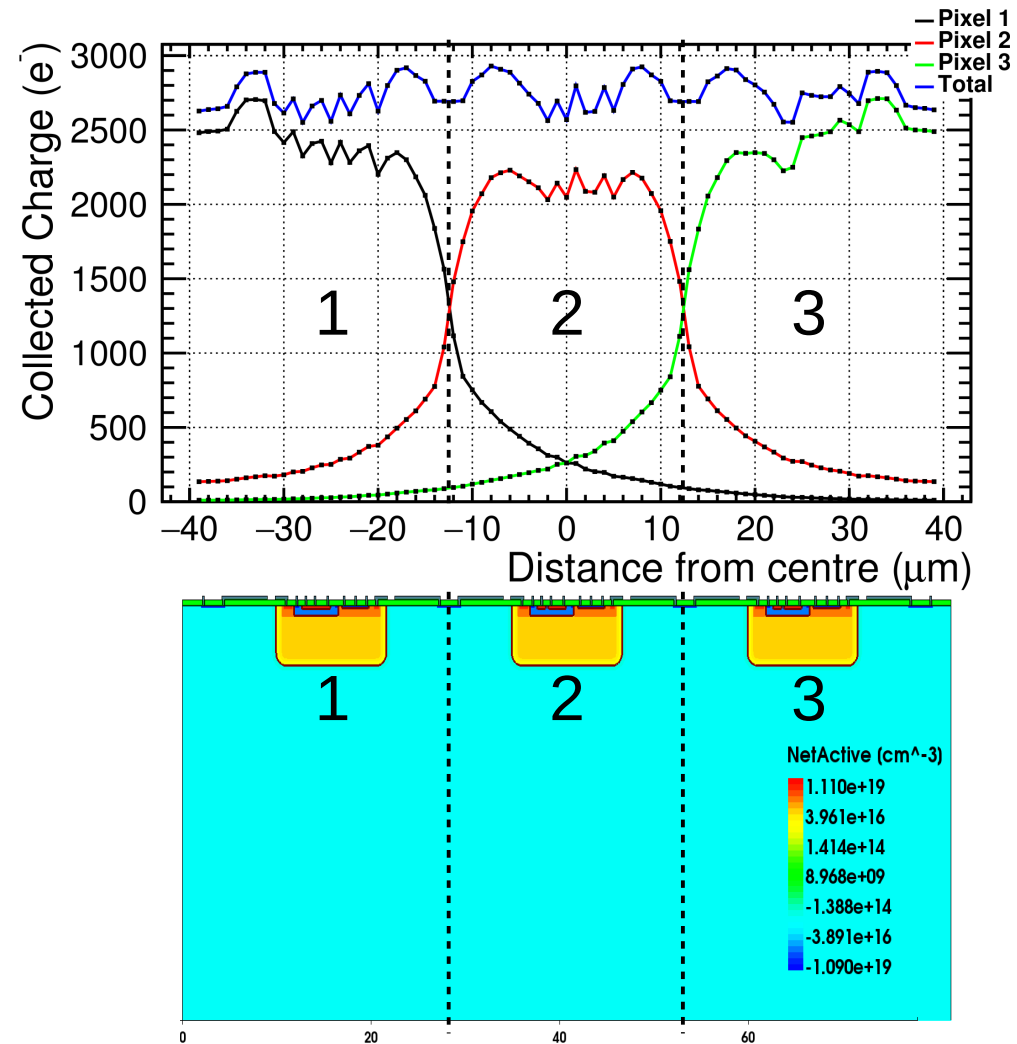 Pixel 1
Pixel 2
Pixel 3
Total
Collected Charge (e-)
3000
2500
2000
1500
1000
500
0
1 2 3
−40 −30 −20 −10 0 10 20 30 40
Distance from centre (μm)
1 2 3
NetActive (cm^-3)
1.110e+19
3.961e+16
1.414e+14
8.968e+09
-1.388e+14
-3.891e+16
-1.090e+19
0 20 40 60